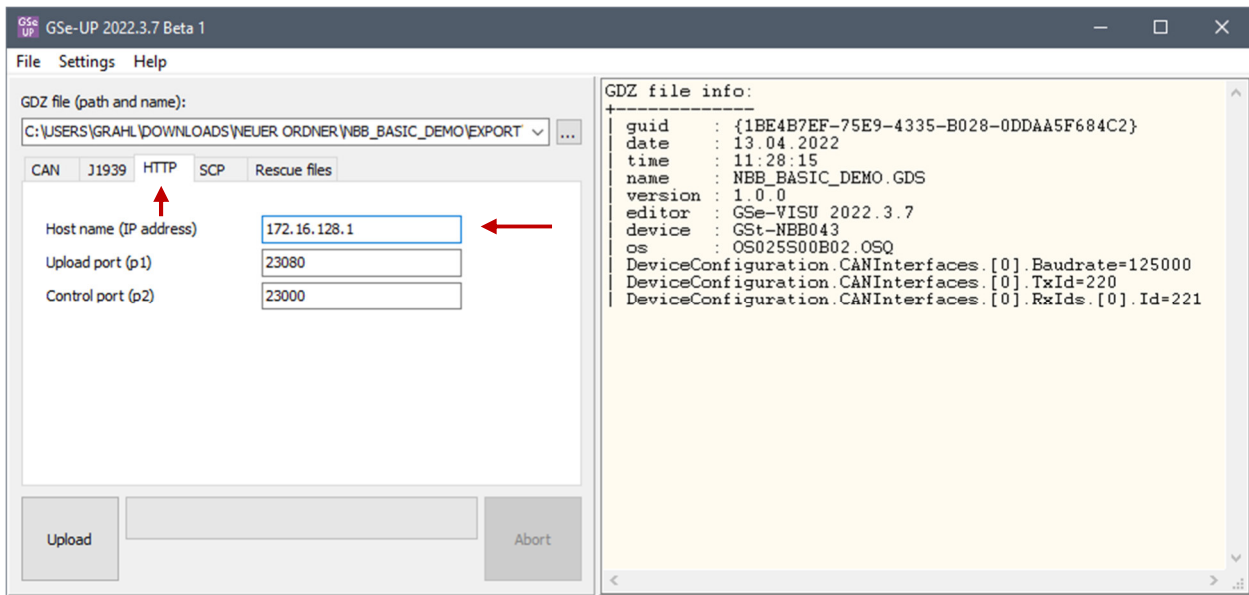 GSe-UP 2022.3.7 Beta 1
File Settings Help
GDZ file (path and name):
C:\USERS\GRAHL\DOWNLOADS\NEUER ORDNER\NBB_BASIC_DEMO\EXPORT
...
CAN J1939 HTTP SCP Rescue files
Host name (IP address) 172.16.128.1
Upload port (p1) 23080
Control port (p2) 23000
Upload
Abort
GDZ file info:
+--------------
| guid : {1BE4B7EF-75E9-4335-B028-0DDAA5F684C2}
| date : 13.04.2022
| time : 11:28:15
| name : NBB_BASIC_DEMO.GDS
| version : 1.0.0
| editor : GSe-VISU 2022.3.7
| device : GSt-NBB043
| os : OS025S00B02.OSQ
| DeviceConfiguration.CANInterfaces.[0].Baudrate=125000
| DeviceConfiguration.CANInterfaces.[0].TxId=220
| DeviceConfiguration.CANInterfaces.[0].RxIds.[0].Id=221